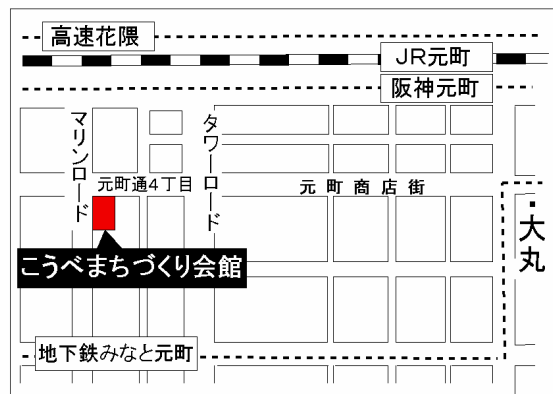 高速花隈
JR元町
阪神元町
マリンロード
タワーロード
元町通4丁目
元町商店街
・大丸
こうべまちづくり会館
地下鉄みなと元町